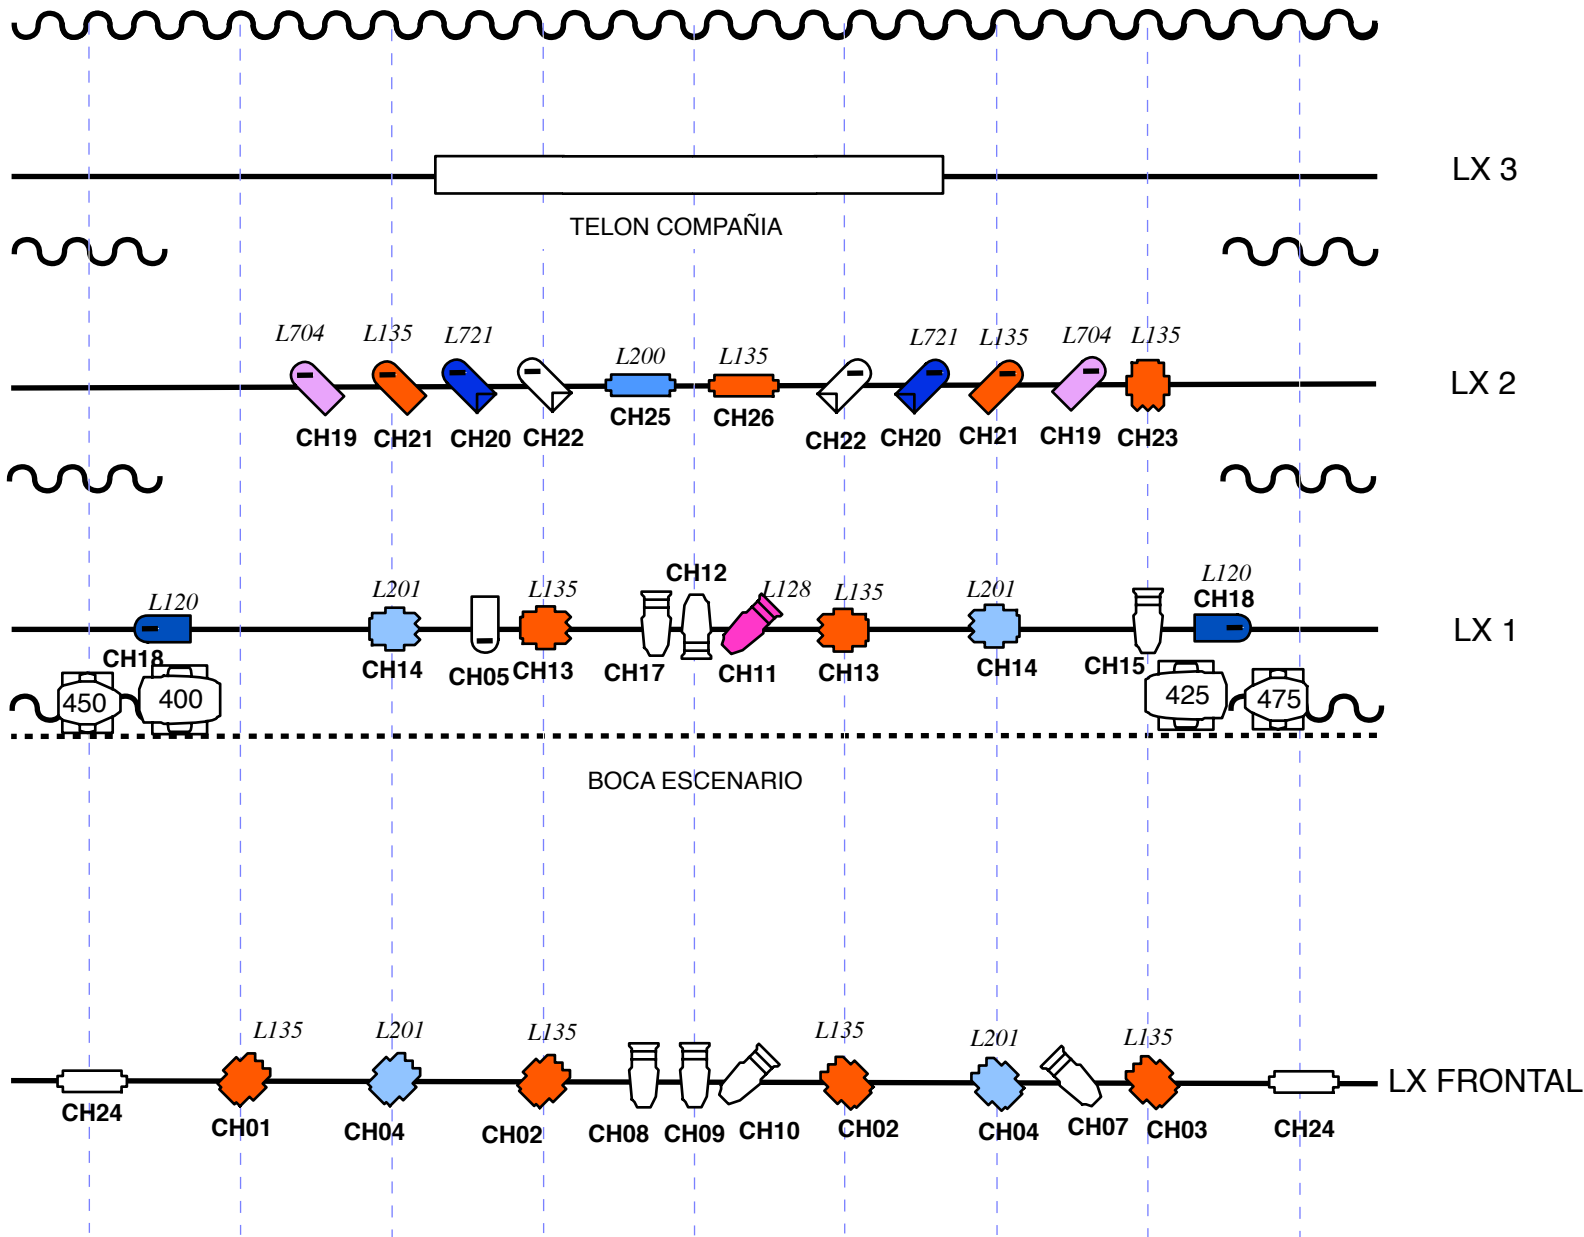 LX 3
TELON COMPAÑIA
L704 L135 L721 L200 L135 L721 L135 L704 L135
LX 2
CH19 CH21 CH20 CH22 CH25 CH26 CH22 CH20 CH21 CH19 CH23
CH12
L120 L201 L135 L128 L135 L201 L120
CH18
LX 1
CH18 CH14 CH05 CH13 CH17 CH11 CH13 CH14 CH15
450 400 425 475
BOCA ESCENARIO
L135 L201 L135 L135 L201 L135
LX FRONTAL
CH24 CH01 CH04 CH02 CH08 CH09 CH10 CH02 CH04 CH07 CH03 CH24